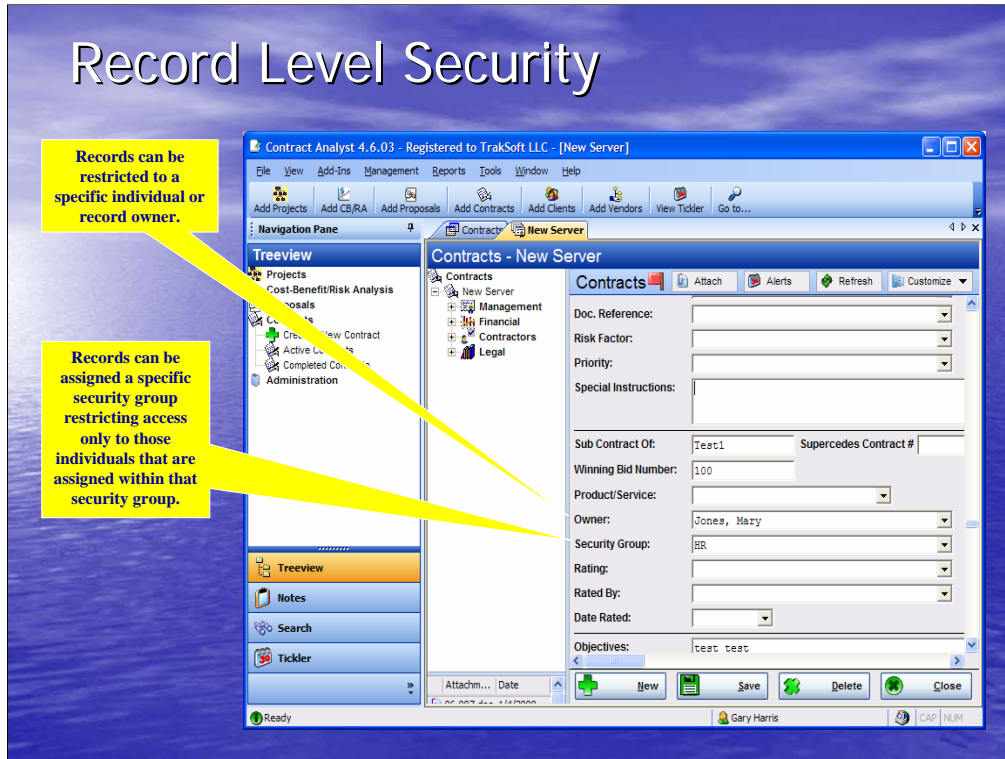 Record Level Security
Records can be
restricted to a
specific individual or
record owner.
Records can be
assigned a specific
security group
restricting access
only to those
individuals that are
assigned within that
security group.
Contract Analyst 4.6.03 - Registered to TrakSoft LLC - [New Server]
File View Add-Ins Management Reports Tools Window Help
Add Projects Add CB/RA Add Proposals Add Contracts Add Clients Add Vendors View Tickler Go to...
Navigation Pane
Contracts New Server
Treeview
Projects
Cost-Benefit/Risk Analysis
New Contract
Active
Completed
Administration
Treeview
Notes
Search
Tickler
Contracts - New Server
Contracts
New Server
Management
Financial
Contractors
Legal
Attachm... Date
Contracts Attach Alerts Refresh Customize
Doc. Reference:
Risk Factor:
Priority:
Special Instructions:
Sub Contract Of: Test1 Supercedes Contract #
Winning Bid Number: 100
Product/Service:
Owner: Jones, Mary
Security Group: HR
Rating:
Rated By:
Date Rated:
Objectives: test test
New Save Delete Close
Ready Gary Harris CAP NUM